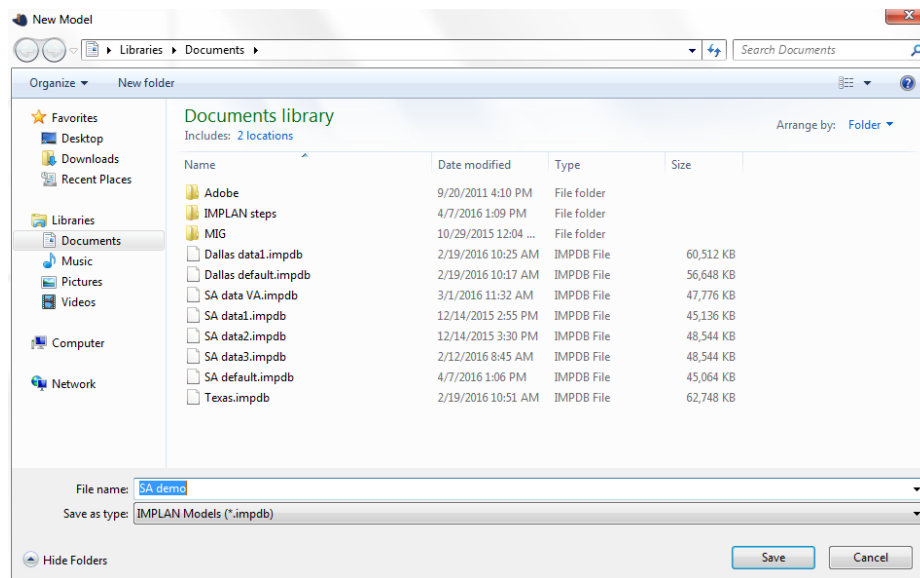 New Model
Libraries Documents Search Documents
Organize New folder
Favorites
Desktop
Downloads
Recent Places
Libraries
Documents
Music
Pictures
Videos
Computer
Network
Documents library
Includes: 2 locations
Arrange by: Folder
Name Date modified Type Size
Adobe 9/20/2011 4:10 PM File folder
IMPLAN steps 4/7/2016 1:09 PM File folder
MIG 10/29/2015 12:04 ... File folder
Dallas data1.impdb 2/19/2016 10:25 AM IMPDB File 60,512 KB
Dallas default.impdb 2/19/2016 10:17 AM IMPDB File 56,648 KB
SA data VA.impdb 3/1/2016 11:32 AM IMPDB File 47,776 KB
SA data1.impdb 12/14/2015 2:55 PM IMPDB File 45,136 KB
SA data2.impdb 12/14/2015 3:30 PM IMPDB File 48,544 KB
SA data3.impdb 2/12/2016 8:45 AM IMPDB File 48,544 KB
SA default.impdb 4/7/2016 1:06 PM IMPDB File 45,064 KB
Texas.impdb 2/19/2016 10:51 AM IMPDB File 62,748 KB
File name: SA demo
Save as type: IMPLAN Models (*.impdb)
Hide Folders Save Cancel